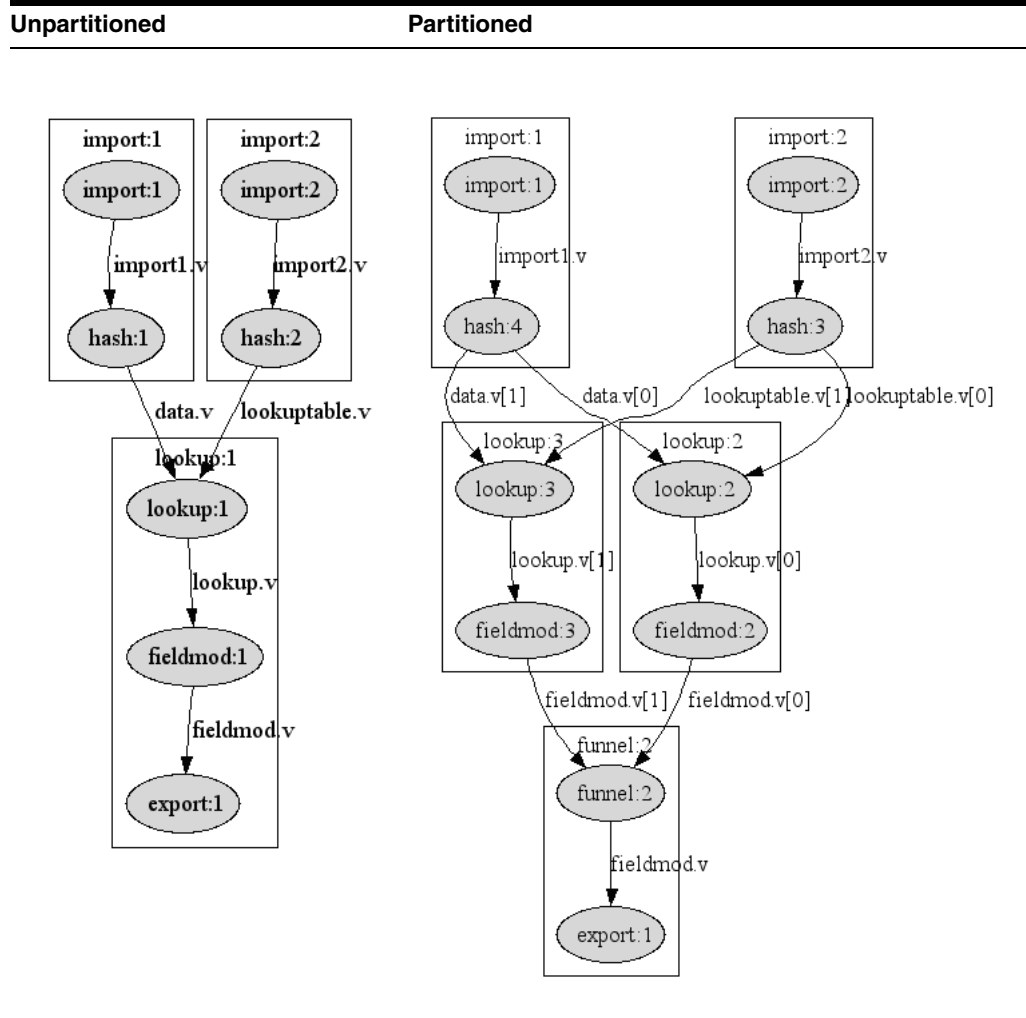 Unpartitioned Partitioned
import:1 import:2 import:1 import:2
import:1 import:2 import:1 import:2
import1.v import2.v import1.v import2.v
hash:1 hash:2 hash:4 hash:3
data.v lookuptable.v data.v[1] data.v[0] lookuptable.v[1] lookuptable.v[0]
lookup:1 lookup:3 lookup:2
lookup:1 lookup:3 lookup:2
lookup.v lookup.v[1] lookup.v[0]
fieldmod:1 fieldmod:3 fieldmod:2
fieldmod.v fieldmod.v[1] fieldmod.v[0]
funnel:2
export:1 funnel:2
fieldmod.v
export:1